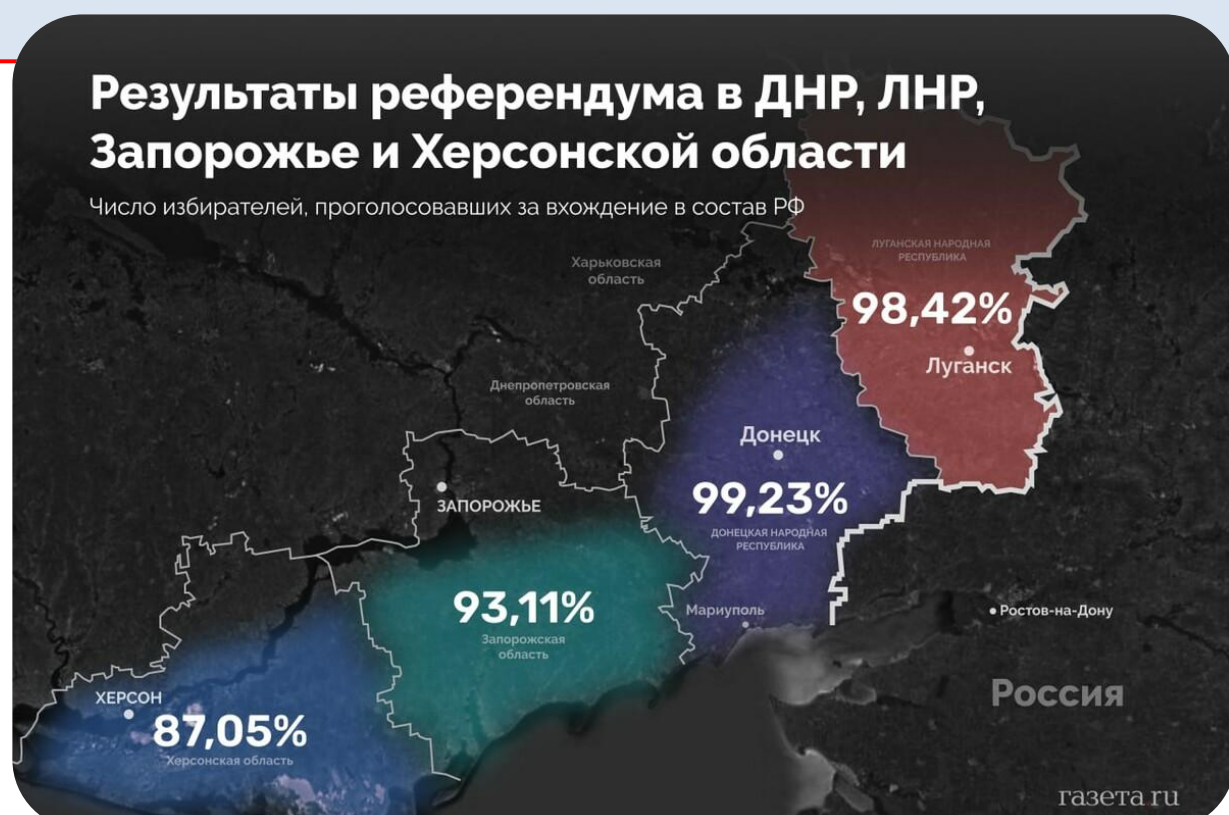 Результаты референдума в ДНР, ЛНР,
Запорожье и Херсонской области
Число избирателей, проголосовавших за вхождение в состав РФ
ЛУГАНСКАЯ НАРОДНАЯ
РЕСПУБЛИКА
98,42%
Луганск
Харьковская
область
Днепропетровская
область
Донецк
99,23%
ДОНЕЦКАЯ НАРОДНАЯ
РЕСПУБЛИКА
ЗАПОРОЖЬЕ
93,11%
Запорожская
область
Мариуполь
Ростов-на-Дону
Россия
ХЕРСОН
87,05%
Херсонская область
газета.ru